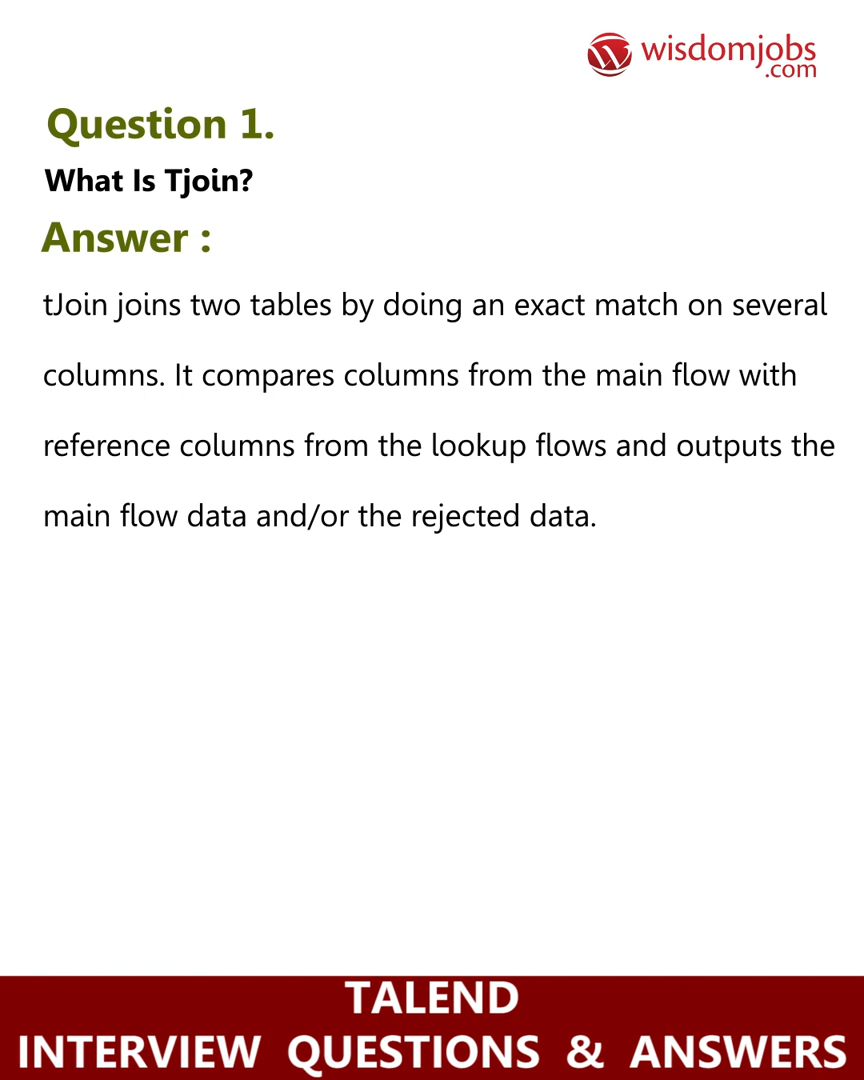 wisdomjobs
.com
Question 1.
What Is Tjoin?
Answer :
tJoin joins two tables by doing an exact match on several
columns. It compares columns from the main flow with
reference columns from the lookup flows and outputs the
main flow data and/or the rejected data.
TALEND
INTERVIEW QUESTIONS & ANSWERS